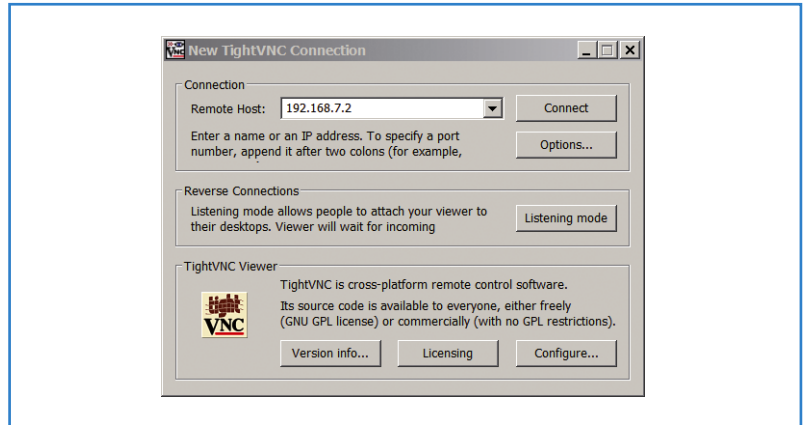 New TightVNC Connection
Connection
Remote Host: 192.168.7.2 Connect
Enter a name or an IP address. To specify a port
number, append it after two colons (for example,
Options...
Reverse Connections
Listening mode allows people to attach your viewer to
their desktops. Viewer will wait for incoming
Listening mode
TightVNC Viewer
TightVNC is cross-platform remote control software.
Its source code is available to everyone, either freely
(GNU GPL license) or commercially (with no GPL restrictions).
tight
VNC
Version info... Licensing Configure...